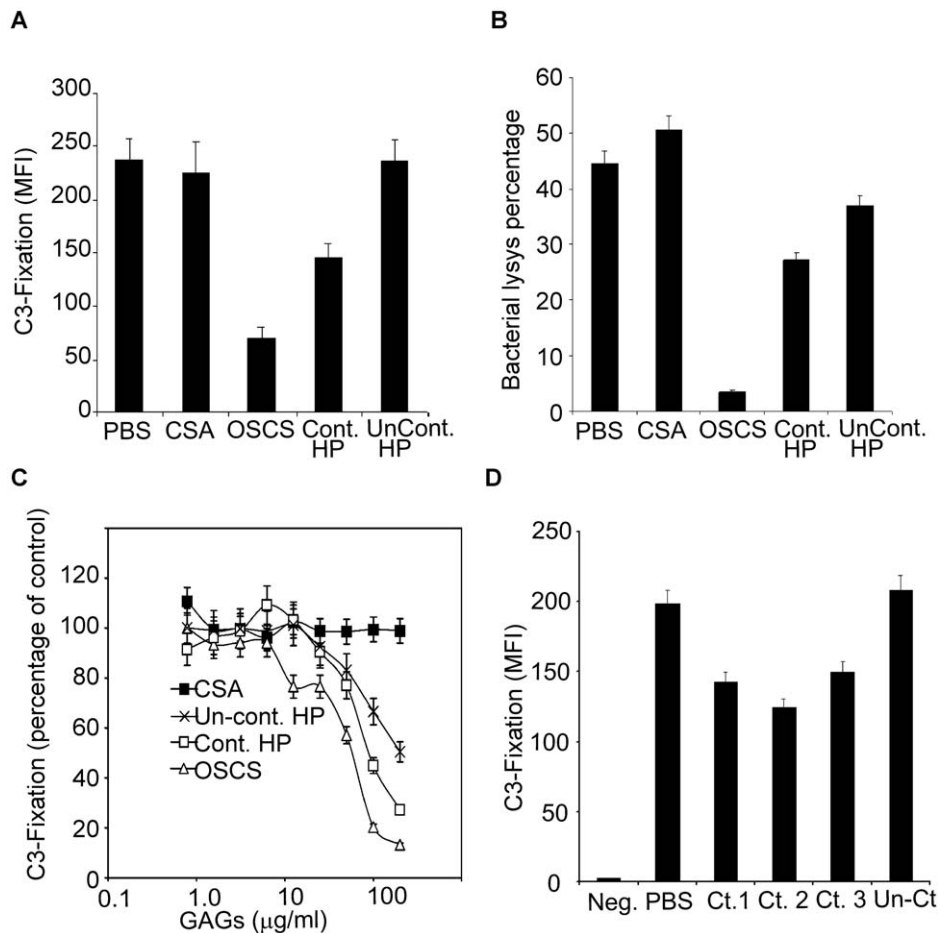 A
C3-Fixation (MFI)
300
250
200
150
100
50
0
PBS CSA OSCS Cont. HP UnCont. HP
B
Bacterial lysys percentage
60
50
40
30
20
10
0
PBS CSA OSCS Cont. HP UnCont. HP
C
C3-Fixation (percentage of control)
120
100
80
60
40
20
0
CSA
Un-cont. HP
Cont. HP
OSCS
0.1 1.0 10 100
GAGs (μg/ml)
D
C3-Fixation (MFI)
250
200
150
100
50
0
Neg. PBS Ct.1 Ct. 2 Ct. 3 Un-Ct